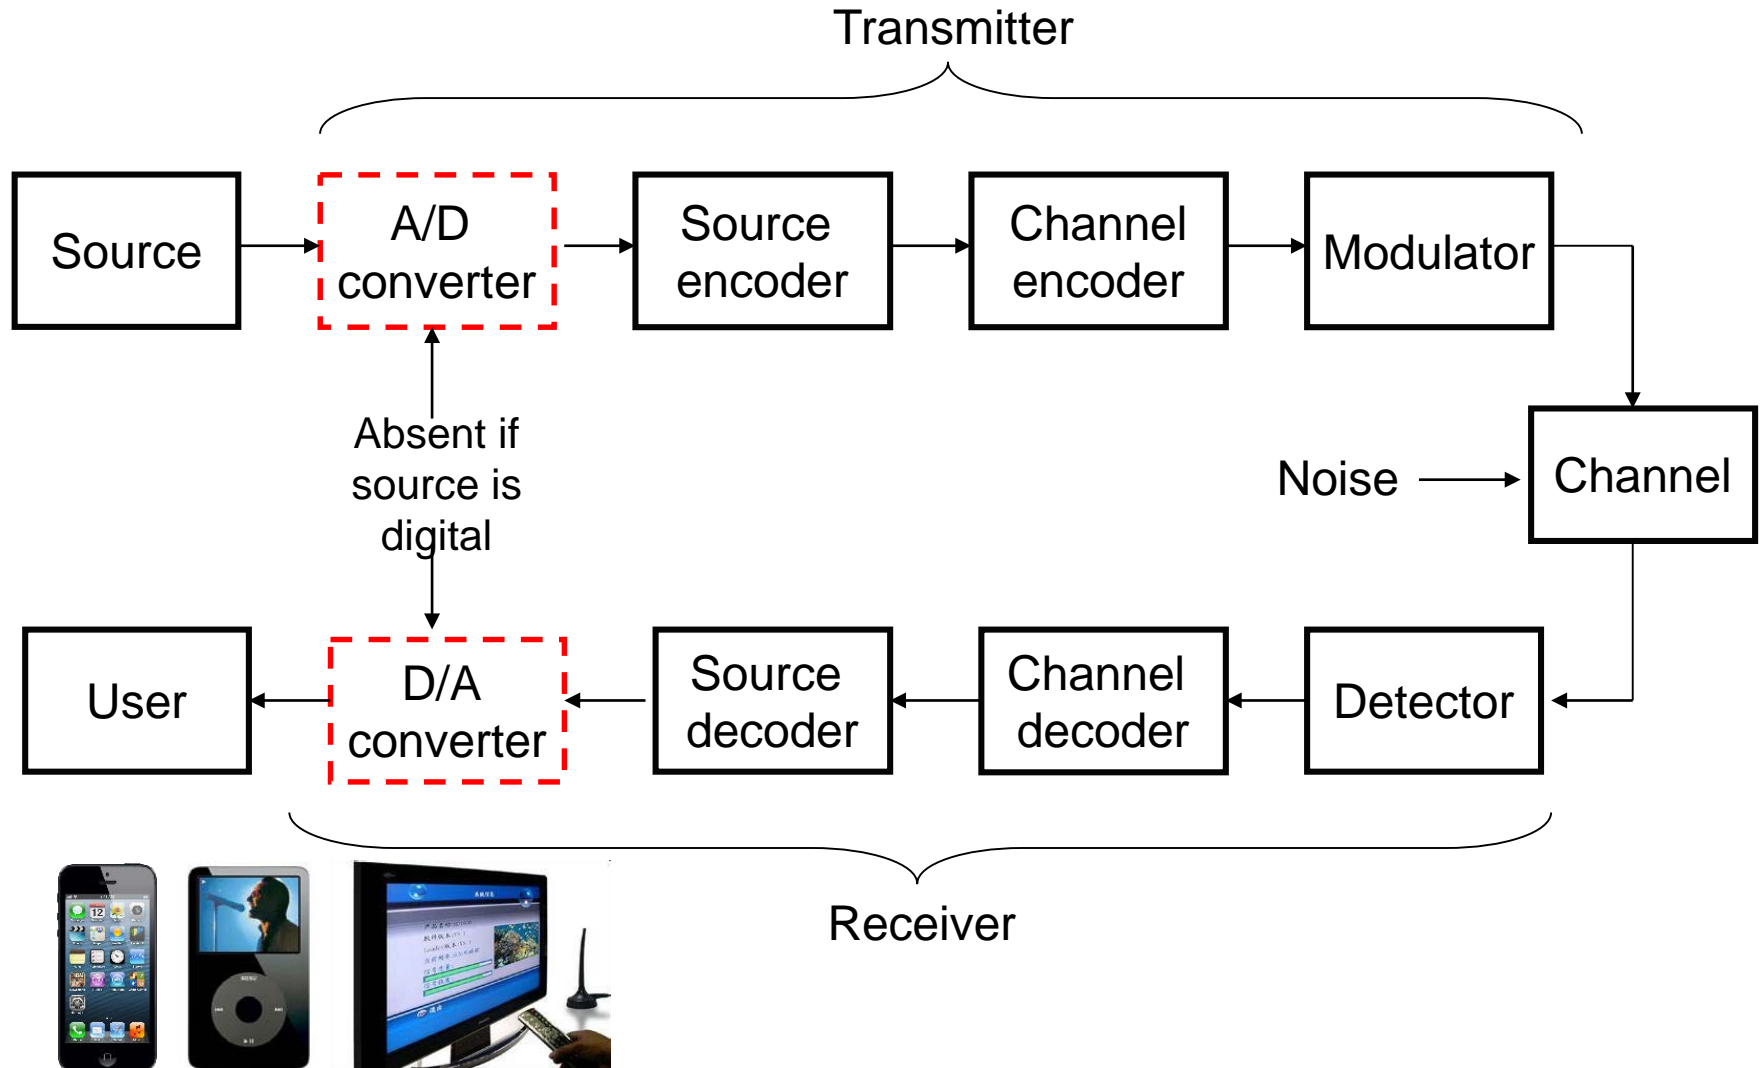 Transmitter
Source
A/D
converter
Source
encoder
Channel
encoder
Modulator
Absent if
source is
digital
Noise
Channel
User
D/A
converter
Source
decoder
Channel
decoder
Detector
Receiver
MENU